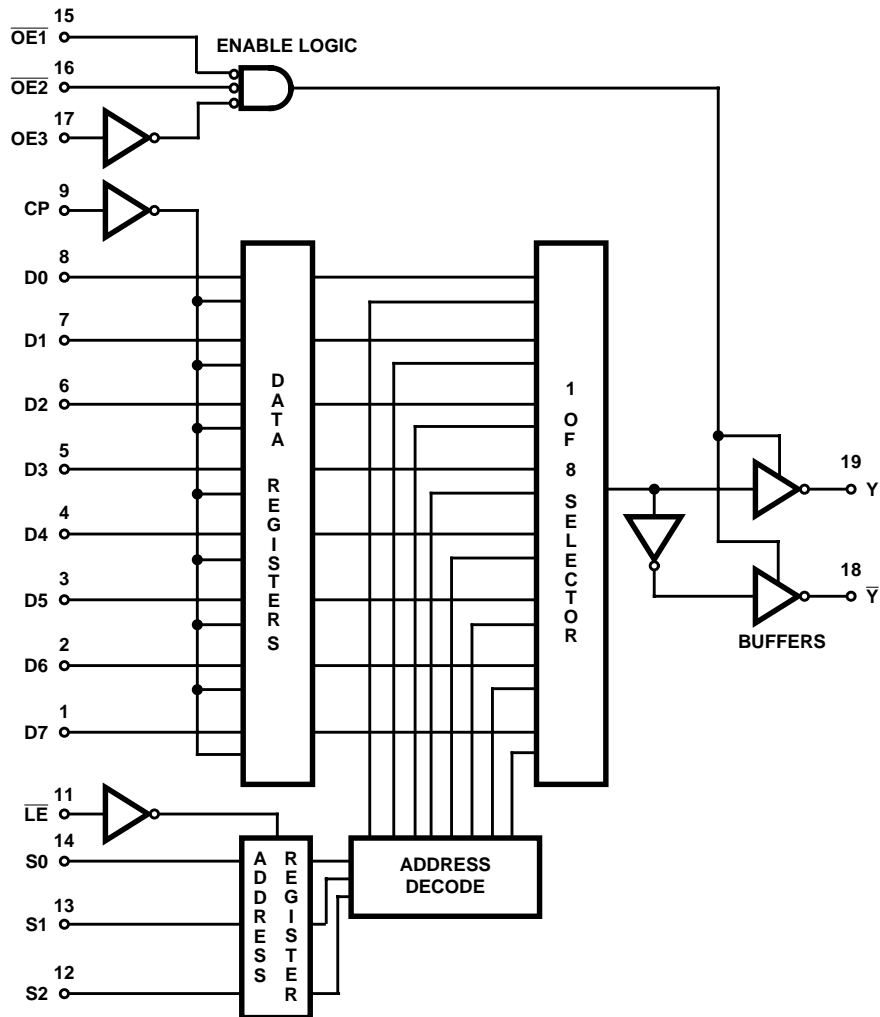 15
OE1
ENABLE LOGIC
16
OE2
17
OE3
9
CP
8
D0
7
D1
6
D2
5
D3
4
D4
3
D5
2
D6
1
D7
DATA REGISTERS
1 OF 8 SELECTOR
19
Y
18
Y̅
BUFFERS
11
L̅E̅
14
S0
13
S1
12
S2
ADDRESS
REGISTER
ADDRESS
DECODE